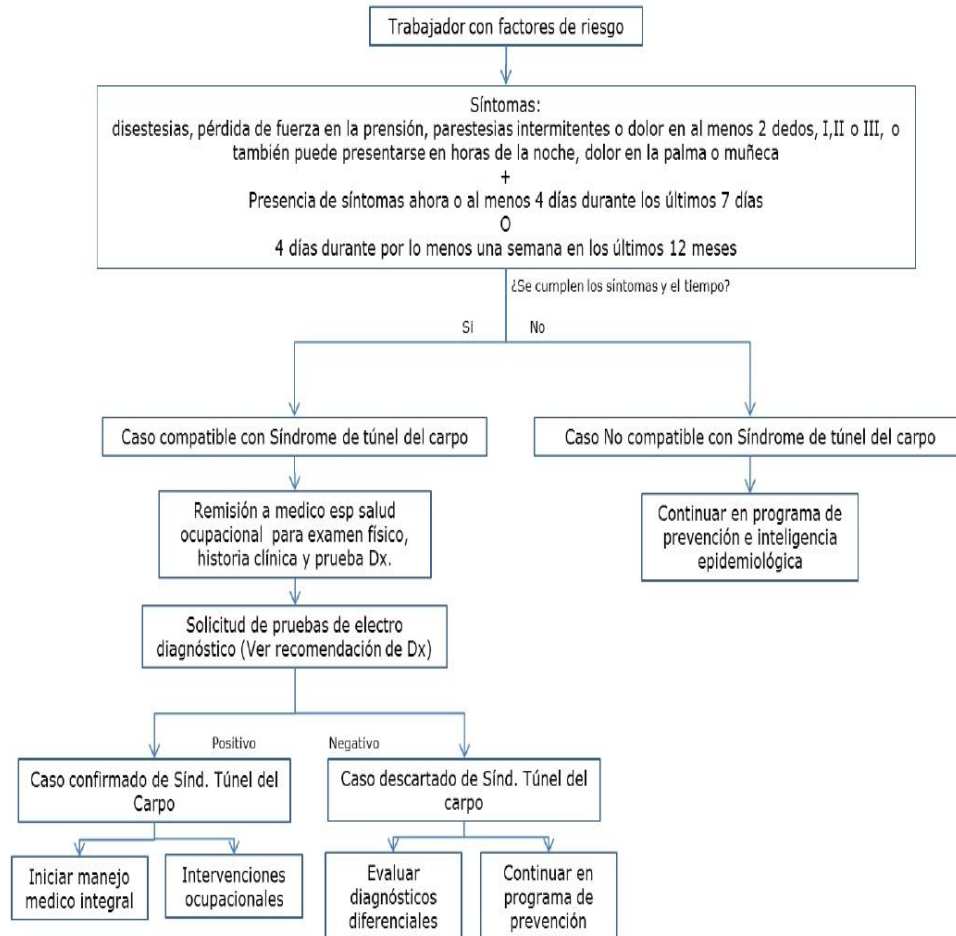 Trabajador con factores de riesgo
Síntomas:
disestesias, pérdida de fuerza en la prensión, parestesias intermitentes o dolor en al menos 2 dedos, I,II o III, o
también puede presentarse en horas de la noche, dolor en la palma o muñeca
+
Presencia de síntomas ahora o al menos 4 días durante los últimos 7 días
O
4 días durante por lo menos una semana en los últimos 12 meses
¿Se cumplen los síntomas y el tiempo?
Si
No
Caso compatible con Síndrome de túnel del carpo
Caso No compatible con Síndrome de túnel del carpo
Remisión a medico esp salud
ocupacional para examen físico,
historia clínica y prueba Dx.
Continuar en programa de
prevención e inteligencia
epidemiológica
Solicitud de pruebas de electro
diagnóstico (Ver recomendación de Dx)
Positivo
Negativo
Caso confirmado de Sínd. Túnel del
Carpo
Caso descartado de Sínd. Túnel del
carpo
Iniciar manejo
medico integral
Intervenciones
ocupacionales
Evaluar
diagnósticos
diferenciales
Continuar en
programa de
prevención